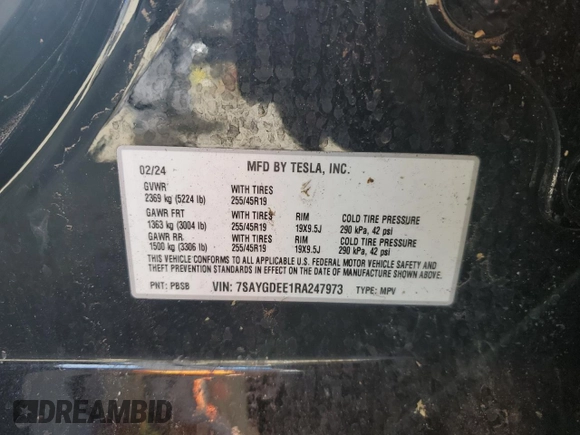 02/24 MFD BY TESLA, INC.
GVWR WITH TIRES
2369 kg (5224 lb) 255/45R19
GAWR FRT WITH TIRES RIM COLD TIRE PRESSURE
1363 kg (3004 lb) 255/45R19 19X9.5J 290 kPa, 42 psi
GAWR RR WITH TIRES RIM COLD TIRE PRESSURE
1500 kg (3306 lb) 255/45R19 19X9.5J 290 kPa, 42 psi
THIS VEHICLE CONFORMS TO ALL APPLICABLE U.S. FEDERAL MOTOR VEHICLE SAFETY AND
THEFT PREVENTION STANDARDS IN EFFECT ON THE DATE OF MANUFACTURE SHOWN ABOVE.
PNT: PBSB VIN: 7SAYGDEE1RA247973 TYPE: MPV
DREAMBID